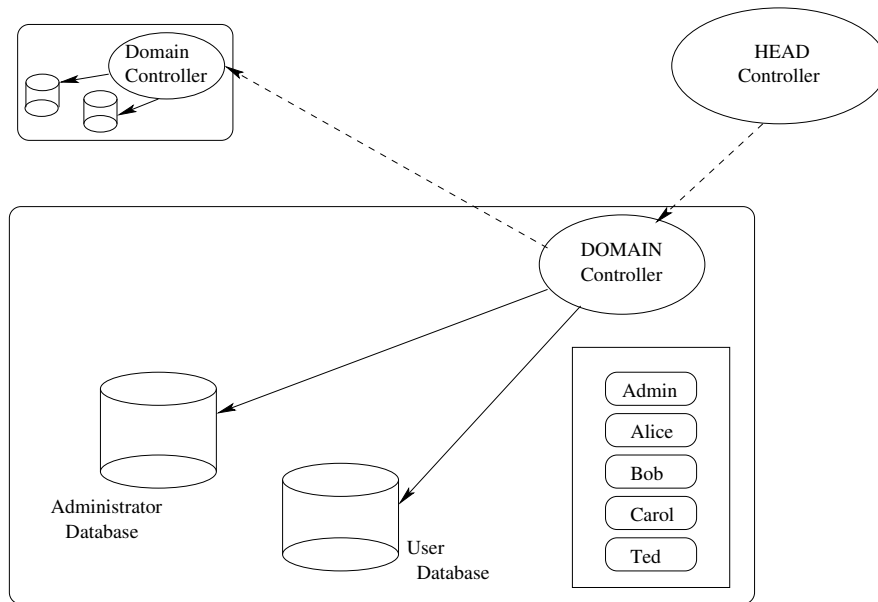 Domain
Controller
HEAD
Controller
DOMAIN
Controller
Admin
Alice
Bob
Carol
Ted
Administrator
Database
User
Database